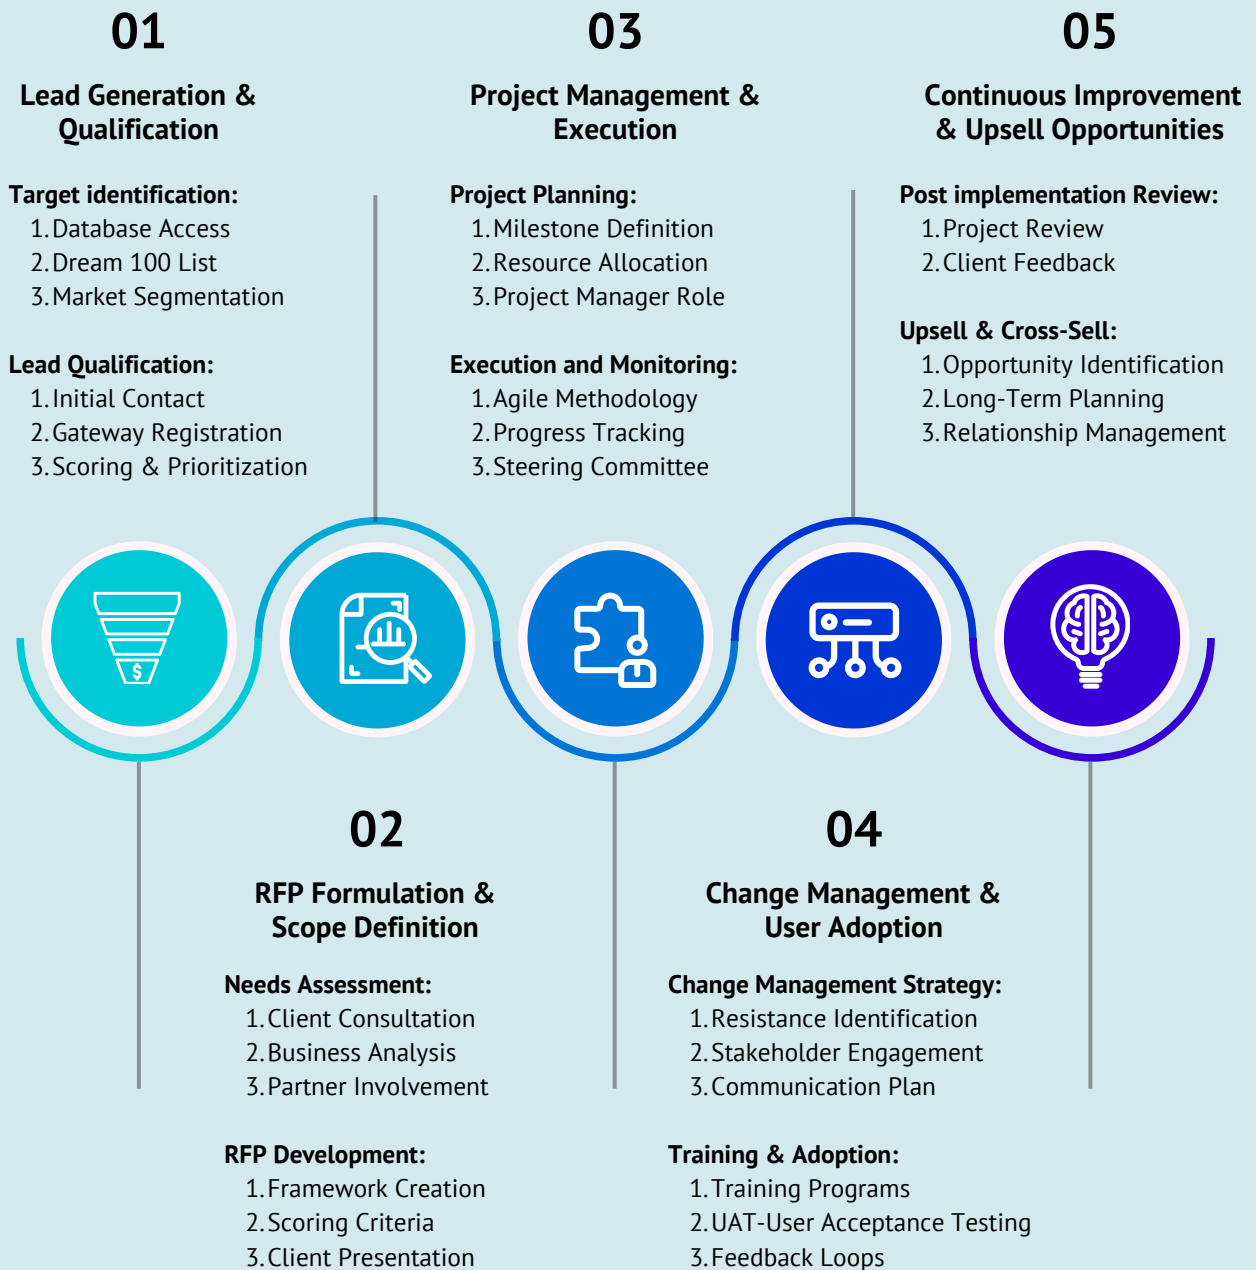 01
Lead Generation &
Qualification
Target identification:
1. Database Access
2. Dream 100 List
3. Market Segmentation
Lead Qualification:
1. Initial Contact
2. Gateway Registration
3. Scoring & Prioritization
03
Project Management &
Execution
Project Planning:
1. Milestone Definition
2. Resource Allocation
3. Project Manager Role
Execution and Monitoring:
1. Agile Methodology
2. Progress Tracking
3. Steering Committee
05
Continuous Improvement
& Upsell Opportunities
Post implementation Review:
1. Project Review
2. Client Feedback
Upsell & Cross-Sell:
1. Opportunity Identification
2. Long-Term Planning
3. Relationship Management
$
02
RFP Formulation &
Scope Definition
Needs Assessment:
1. Client Consultation
2. Business Analysis
3. Partner Involvement
RFP Development:
1. Framework Creation
2. Scoring Criteria
3. Client Presentation
04
Change Management &
User Adoption
Change Management Strategy:
1. Resistance Identification
2. Stakeholder Engagement
3. Communication Plan
Training & Adoption:
1. Training Programs
2. UAT-User Acceptance Testing
3. Feedback Loops